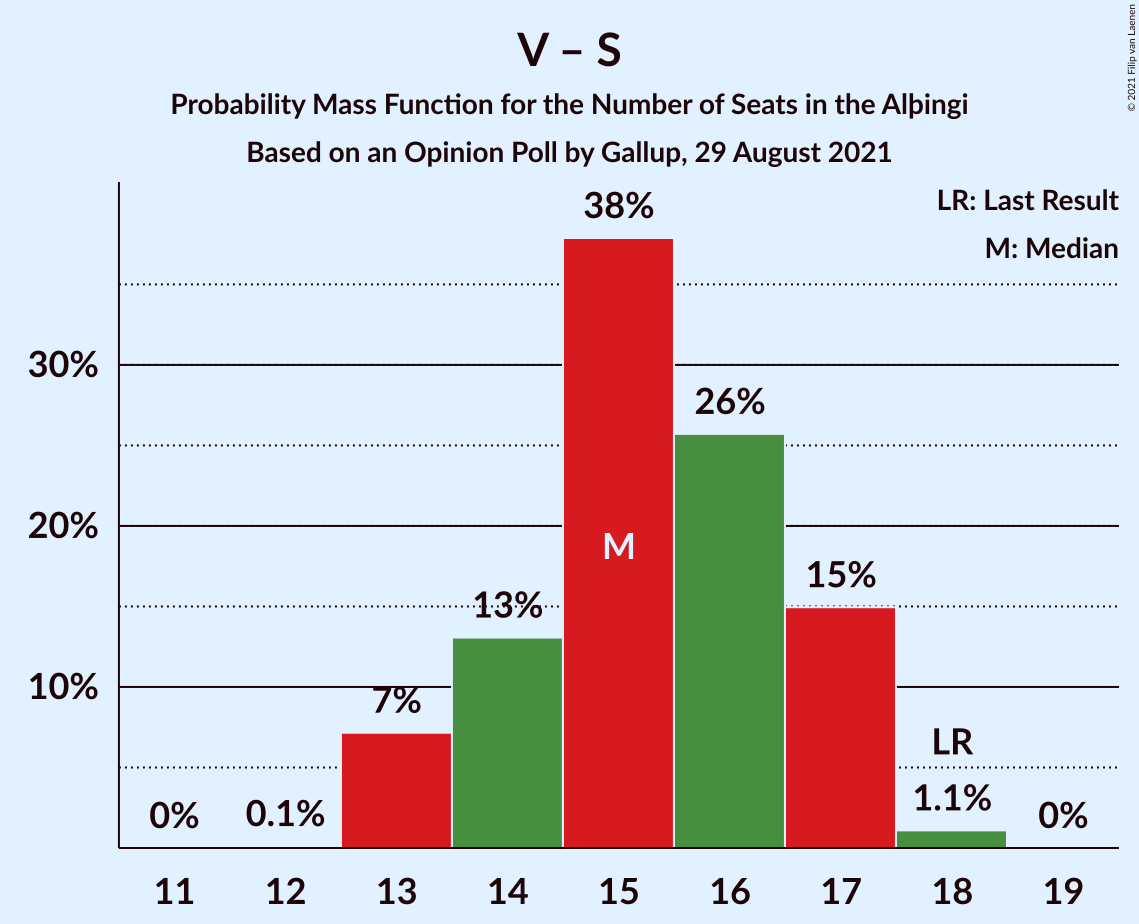 V – S
Probability Mass Function for the Number of Seats in the Alþingi
Based on an Opinion Poll by Gallup, 29 August 2021
© 2021 Filip van Laenen
LR: Last Result
M: Median
38%
30%
26%
20%
M
15%
13%
10%
7%
LR
1.1%
0%
0.1%
0%
11 12 13 14 15 16 17 18 19